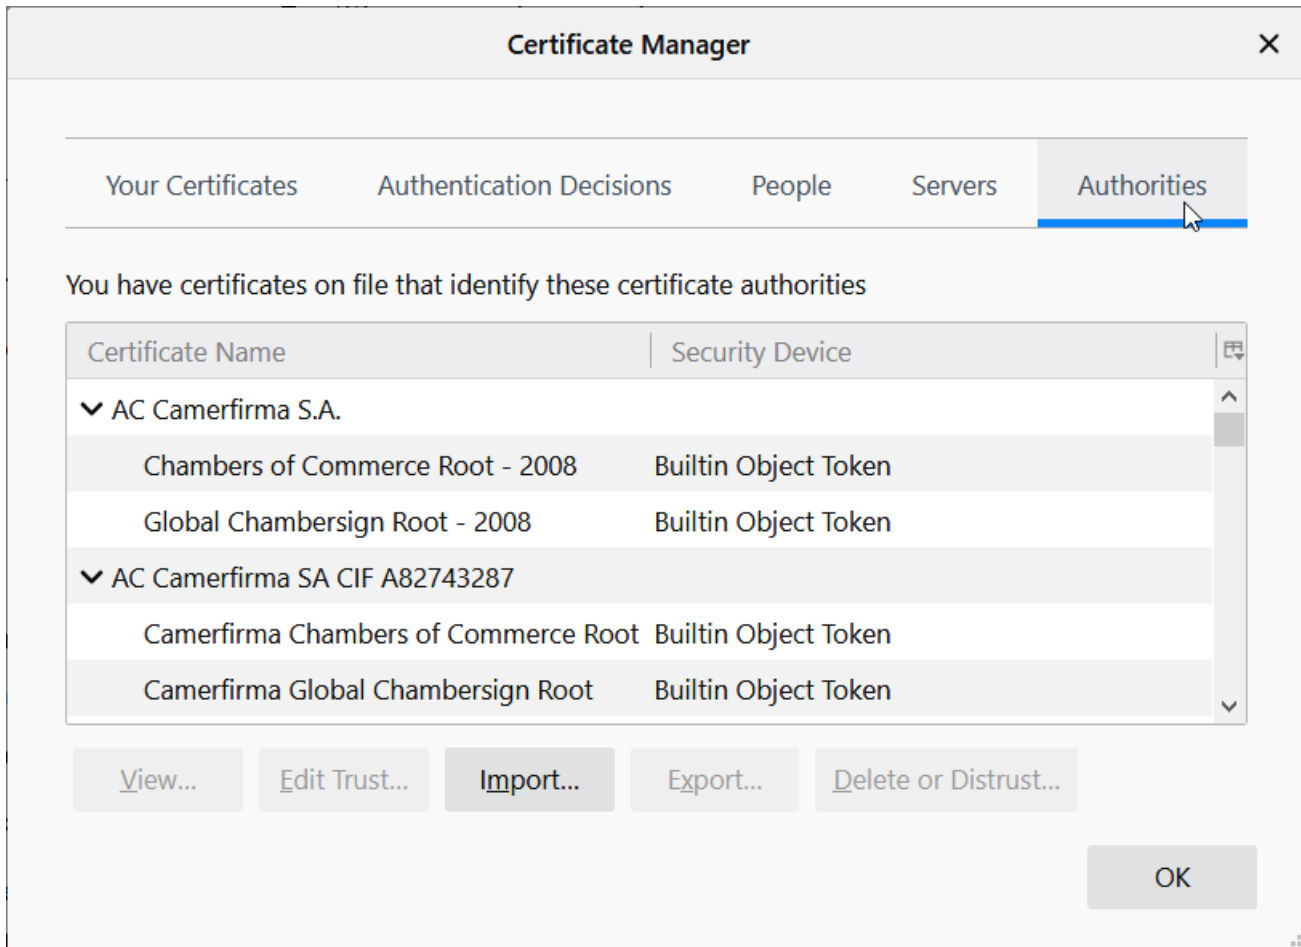 Certificate Manager
Your Certificates Authentication Decisions People Servers Authorities
You have certificates on file that identify these certificate authorities
Certificate Name Security Device
AC Camerfirma S.A.
Chambers of Commerce Root - 2008 Builtin Object Token
Global Chambersign Root - 2008 Builtin Object Token
AC Camerfirma SA CIF A82743287
Camerfirma Chambers of Commerce Root Builtin Object Token
Camerfirma Global Chambersign Root Builtin Object Token
View... Edit Trust... Import... Export... Delete or Distrust...
OK